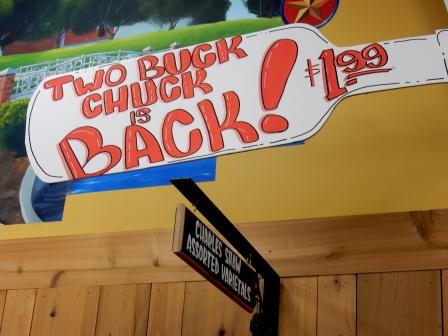 TWO BUCK
CHUCK
IS
BACK!
$1.99
CHARLES SHAW
ASSORTED VARIETALS